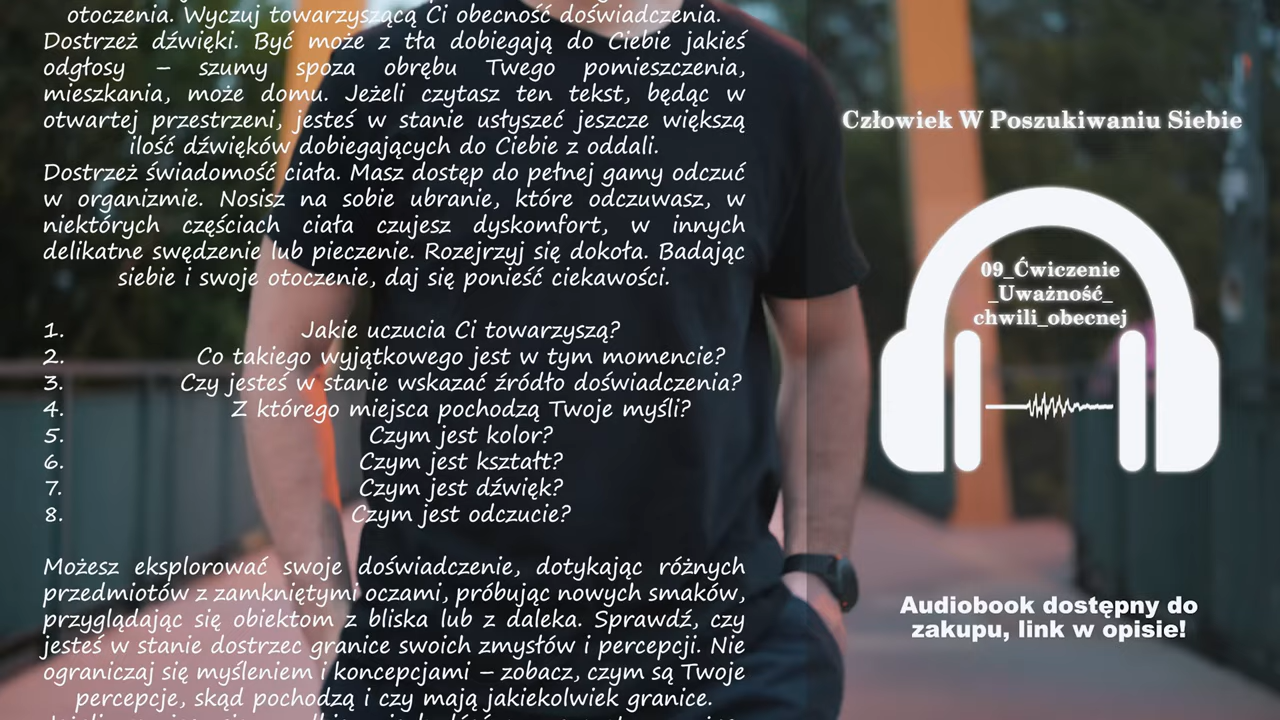 otoczenia. Wyczuj towarzyszącą Ci obecność doświadczenia.
Dostrzeż dźwięki. Być może z tła dobiegają do Ciebie jakieś
odgłosy – szumy spoza obrębu Twego pomieszczenia,
mieszkania, może domu. Jeżeli czytasz ten tekst, będąc w
otwartej przestrzeni, jesteś w stanie usłyszeć jeszcze większą
ilość dźwięków dobiegających do Ciebie z oddali.
Dostrzeż świadomość ciała. Masz dostęp do pełnej gamy odczuć
w organizmie. Nosisz na sobie ubranie, które odczuwasz, w
niektórych częściach ciała czujesz dyskomfort, w innych
delikatne swędzenie lub pieczenie. Rozejrzyj się dokoła. Badając
siebie i swoje otoczenie, daj się ponieść ciekawości.
1. Jakie uczucia Ci towarzyszą?
2. Co takiego wyjątkowego jest w tym momencie?
3. Czy jesteś w stanie wskazać źródło doświadczenia?
4. Z którego miejsca pochodzą Twoje myśli?
5. Czym jest kolor?
6. Czym jest kształt?
7. Czym jest dźwięk?
8. Czym jest odczucie?
Możesz eksplorować swoje doświadczenie, dotykając różnych
przedmiotów z zamkniętymi oczami, próbując nowych smaków,
przyglądając się obiektom z bliska lub z daleka. Sprawdź, czy
jesteś w stanie dostrzec granice swoich zmysłów i percepcji. Nie
ograniczaj się myśleniem i koncepcjami – zobacz, czym są Twoje
percepcje, skąd pochodzą i czy mają jakiekolwiek granice.
Człowiek W Poszukiwaniu Siebie
09_Ćwiczenie
_Uważność_
chwili_obecnej
Audiobook dostępny do
zakupu, link w opisie!